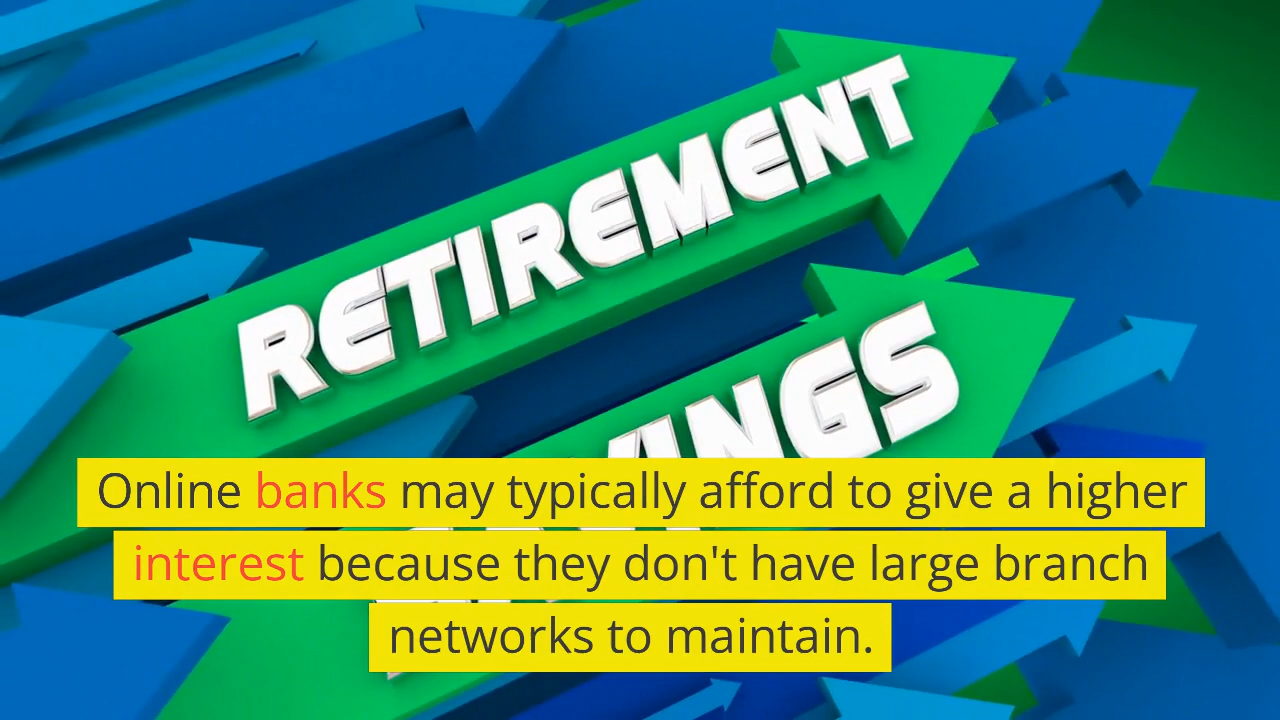 RETIREMENT
SAVINGS
Online banks may typically afford to give a higher
interest because they don't have large branch
networks to maintain.